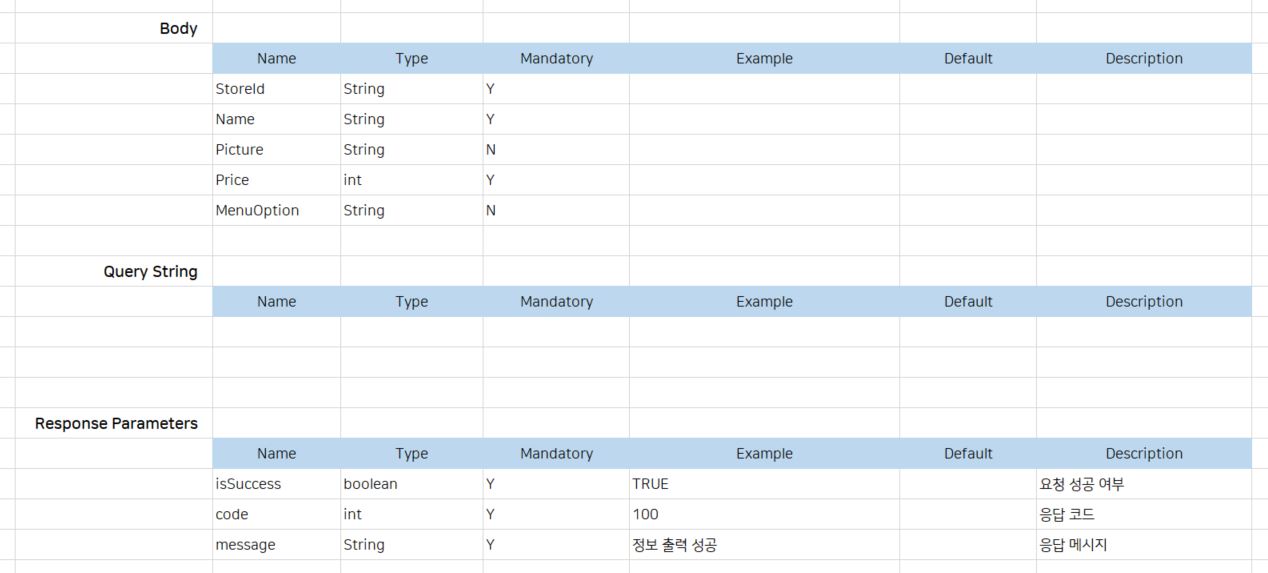 Body
Name Type Mandatory Example Default Description
StoreId String Y
Name String Y
Picture String N
Price int Y
MenuOption String N
Query String
Name Type Mandatory Example Default Description
Response Parameters
Name Type Mandatory Example Default Description
isSuccess boolean Y TRUE 요청 성공 여부
code int Y 100 응답 코드
message String Y 정보 출력 성공 응답 메시지